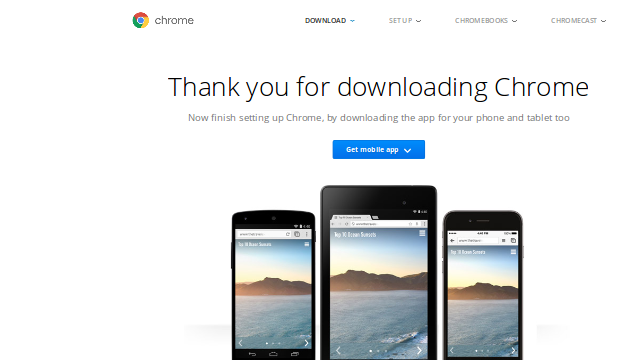 chrome
DOWNLOAD
SET UP
CHROMEBOOKS
CHROMECAST
Thank you for downloading Chrome
Now finish setting up Chrome, by downloading the app for your phone and tablet too
Get mobile app
Top 10 Ocean Sunsets
Top 10 Ocean Sunsets
Top 10 Ocean Sunsets